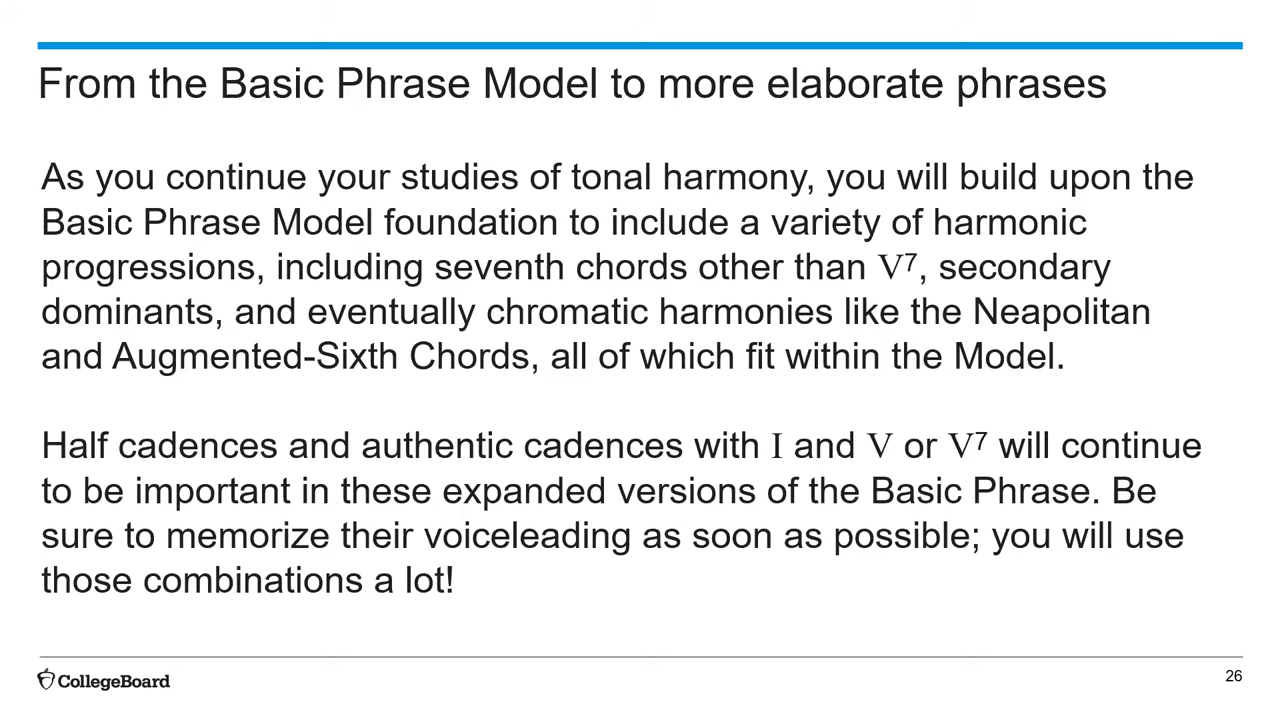 From the Basic Phrase Model to more elaborate phrases
As you continue your studies of tonal harmony, you will build upon the
Basic Phrase Model foundation to include a variety of harmonic
progressions, including seventh chords other than V⁷, secondary
dominants, and eventually chromatic harmonies like the Neapolitan
and Augmented-Sixth Chords, all of which fit within the Model.
Half cadences and authentic cadences with I and V or V⁷ will continue
to be important in these expanded versions of the Basic Phrase. Be
sure to memorize their voiceleading as soon as possible; you will use
those combinations a lot!
CollegeBoard
26